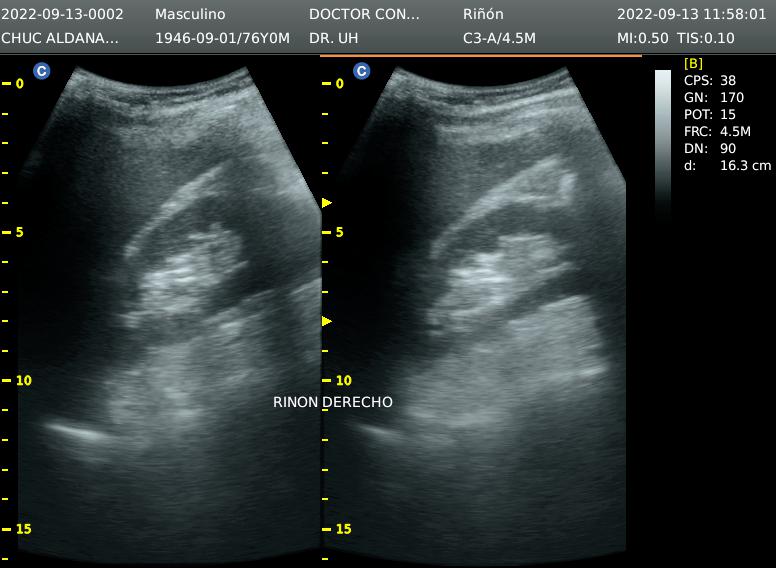 2022-09-13-0002 Masculino DOCTOR CON... Riñón 2022-09-13 11:58:01
CHUC ALDANA... 1946-09-01/76Y0M DR. UH C3-A/4.5M MI:0.50 TIS:0.10
C C
[B]
CPS: 38
GN: 170
POT: 15
FRC: 4.5M
DN: 90
d: 16.3 cm
0 0
5 5
10 10
RINON DERECHO
15 15